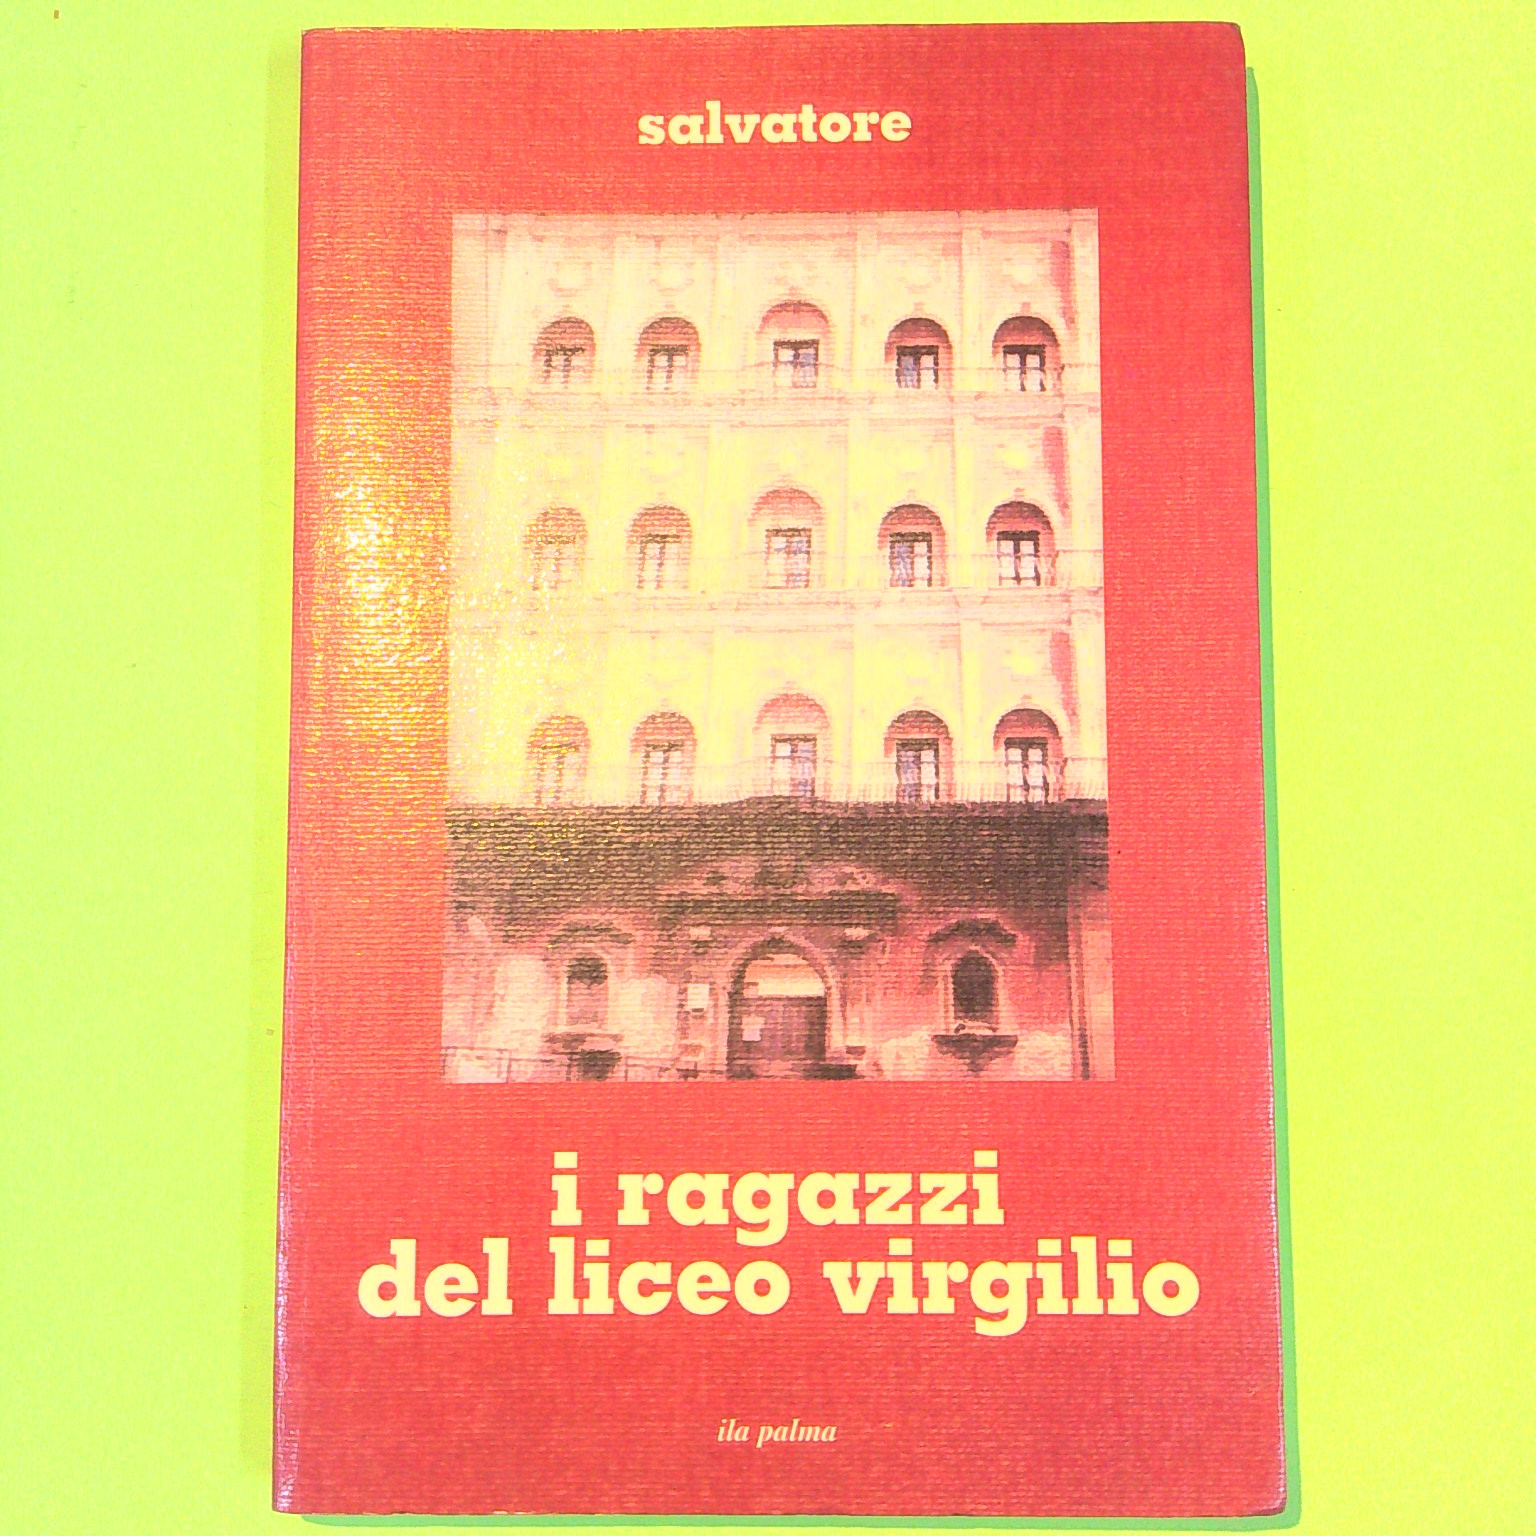 salvatore
i ragazzi
del liceo virgilio
ila palma